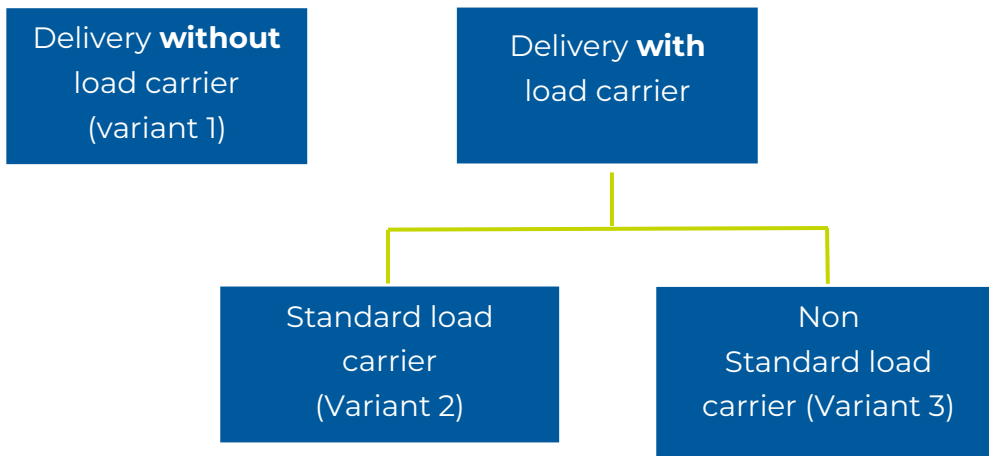 Delivery without
load carrier
(variant 1)
Delivery with
load carrier
Standard load
carrier
(Variant 2)
Non
Standard load
carrier (Variant 3)